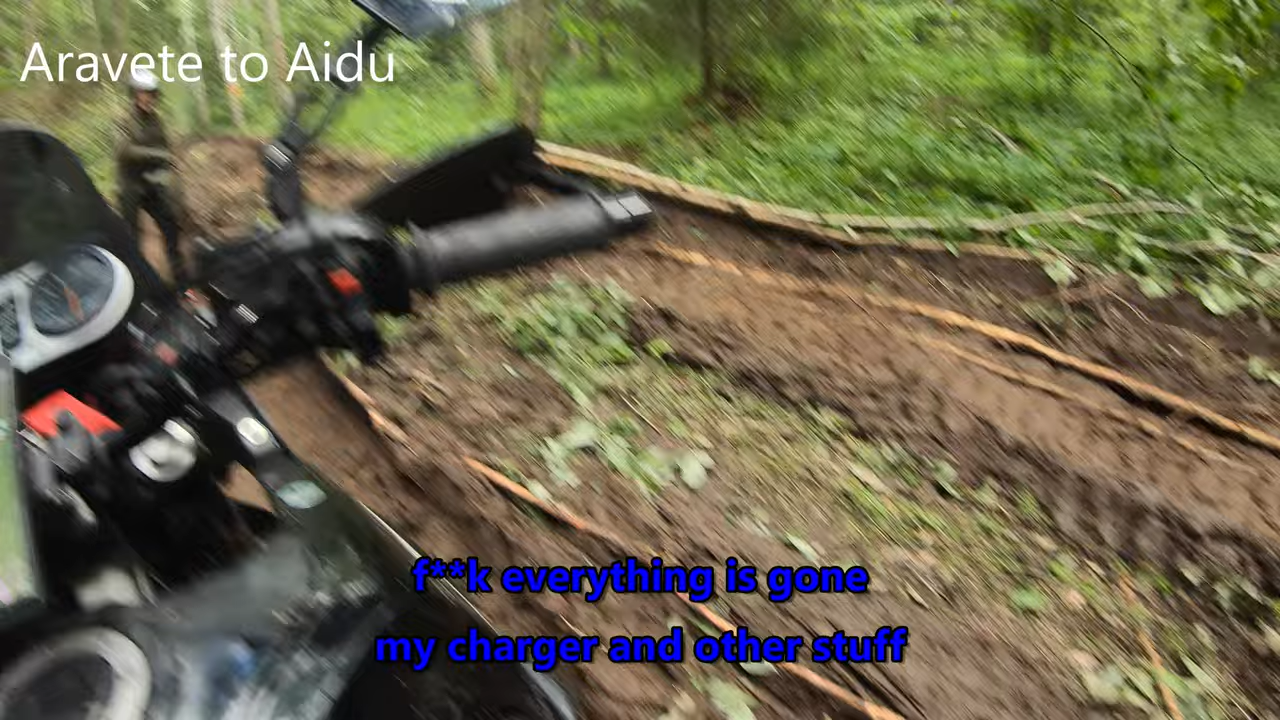 Aravete to Aidu
f**k everything is gone
my charger and other stuff